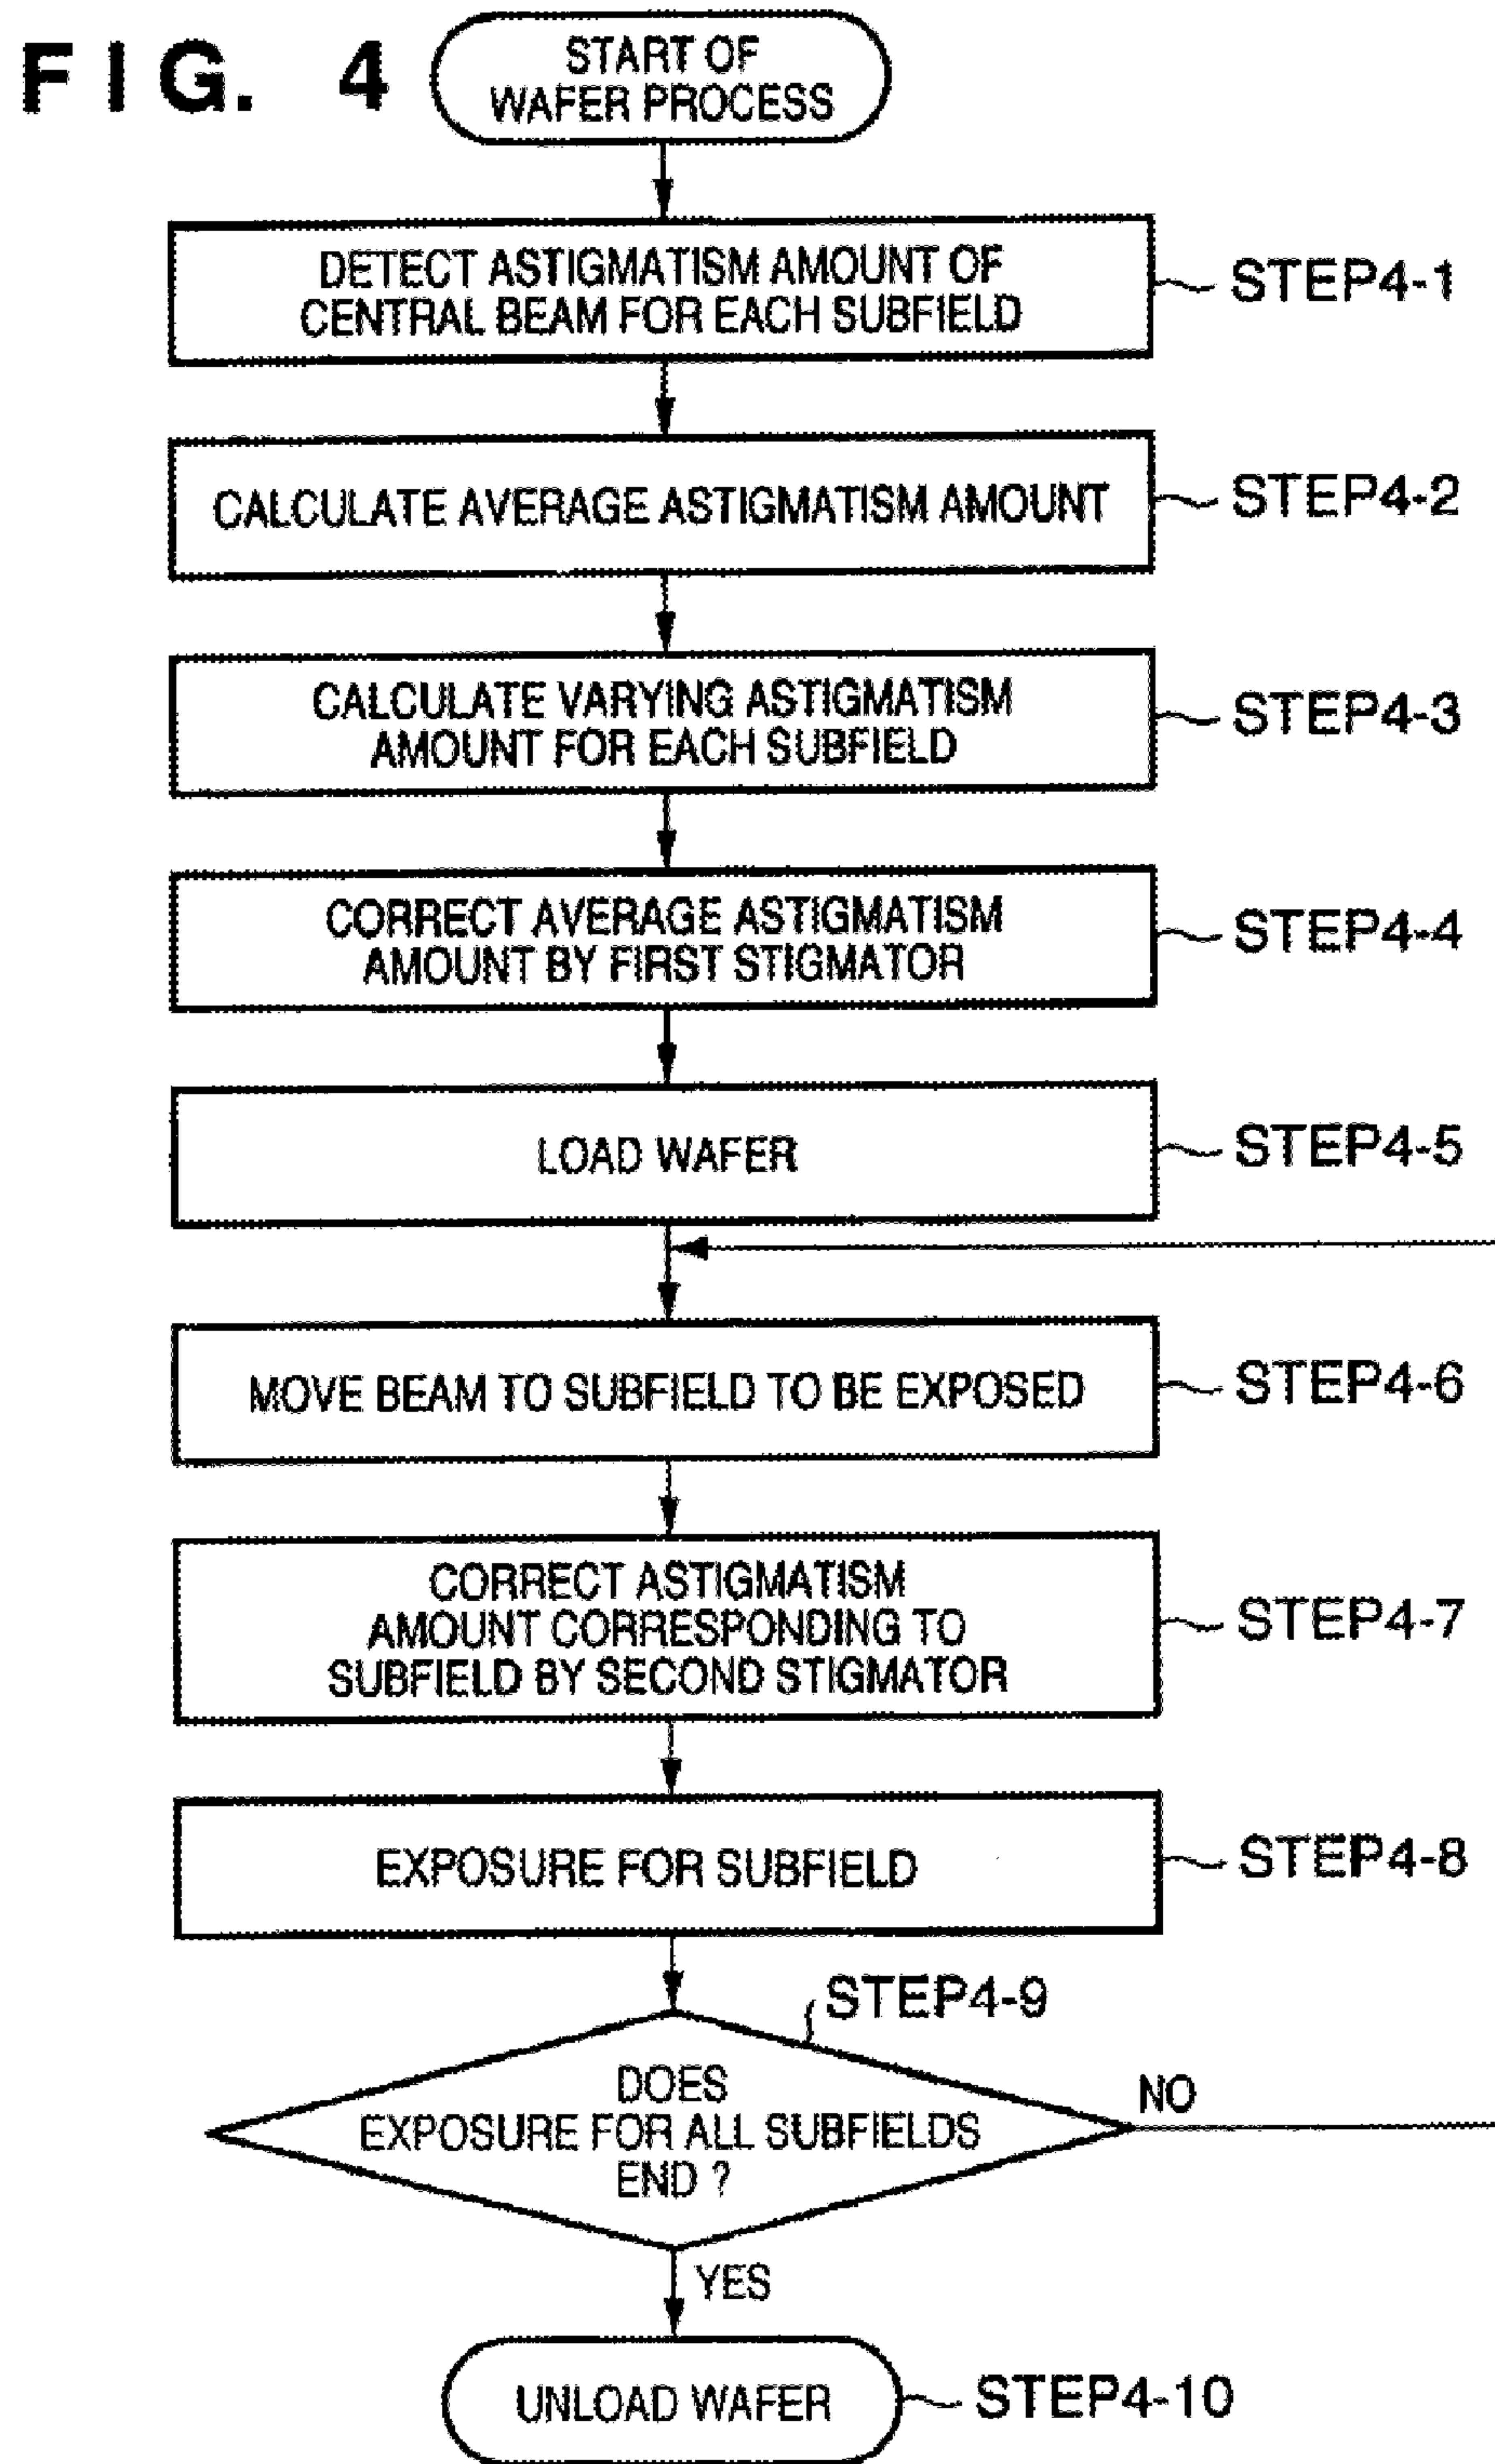 FIG. 4
START OF
WAFER PROCESS
DETECT ASTIGMATISM AMOUNT OF
CENTRAL BEAM FOR EACH SUBFIELD
STEP4-1
CALCULATE AVERAGE ASTIGMATISM AMOUNT
STEP4-2
CALCULATE VARYING ASTIGMATISM
AMOUNT FOR EACH SUBFIELD
STEP4-3
CORRECT AVERAGE ASTIGMATISM
AMOUNT BY FIRST STIGMATOR
STEP4-4
LOAD WAFER
STEP4-5
MOVE BEAM TO SUBFIELD TO BE EXPOSED
STEP4-6
CORRECT ASTIGMATISM
AMOUNT CORRESPONDING TO
SUBFIELD BY SECOND STIGMATOR
STEP4-7
EXPOSURE FOR SUBFIELD
STEP4-8
STEP4-9
DOES
EXPOSURE FOR ALL SUBFIELDS
END ?
NO
YES
UNLOAD WAFER
STEP4-10